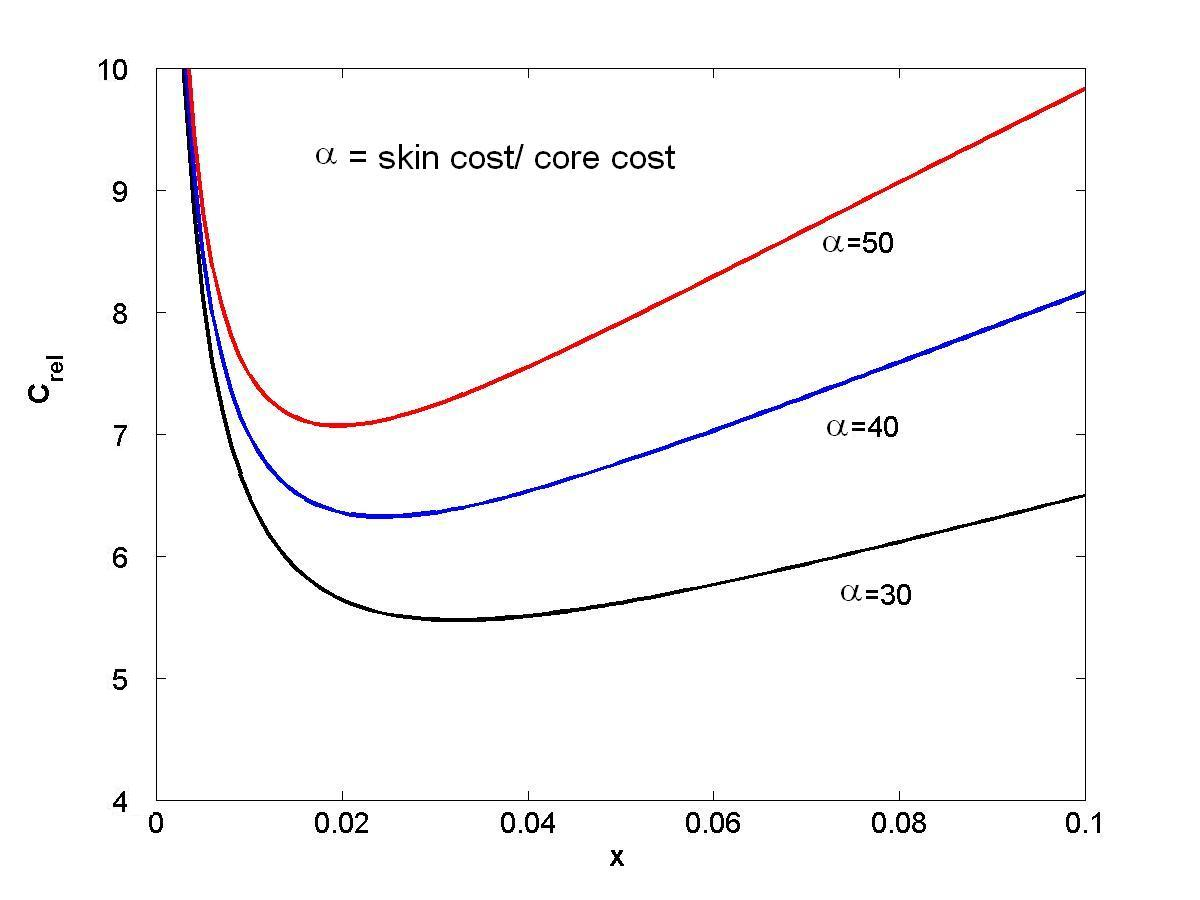 10
α = skin cost/ core cost
9
α=50
8
C_rel
7
α=40
6
α=30
5
4
0 0.02 0.04 0.06 0.08 0.1
x